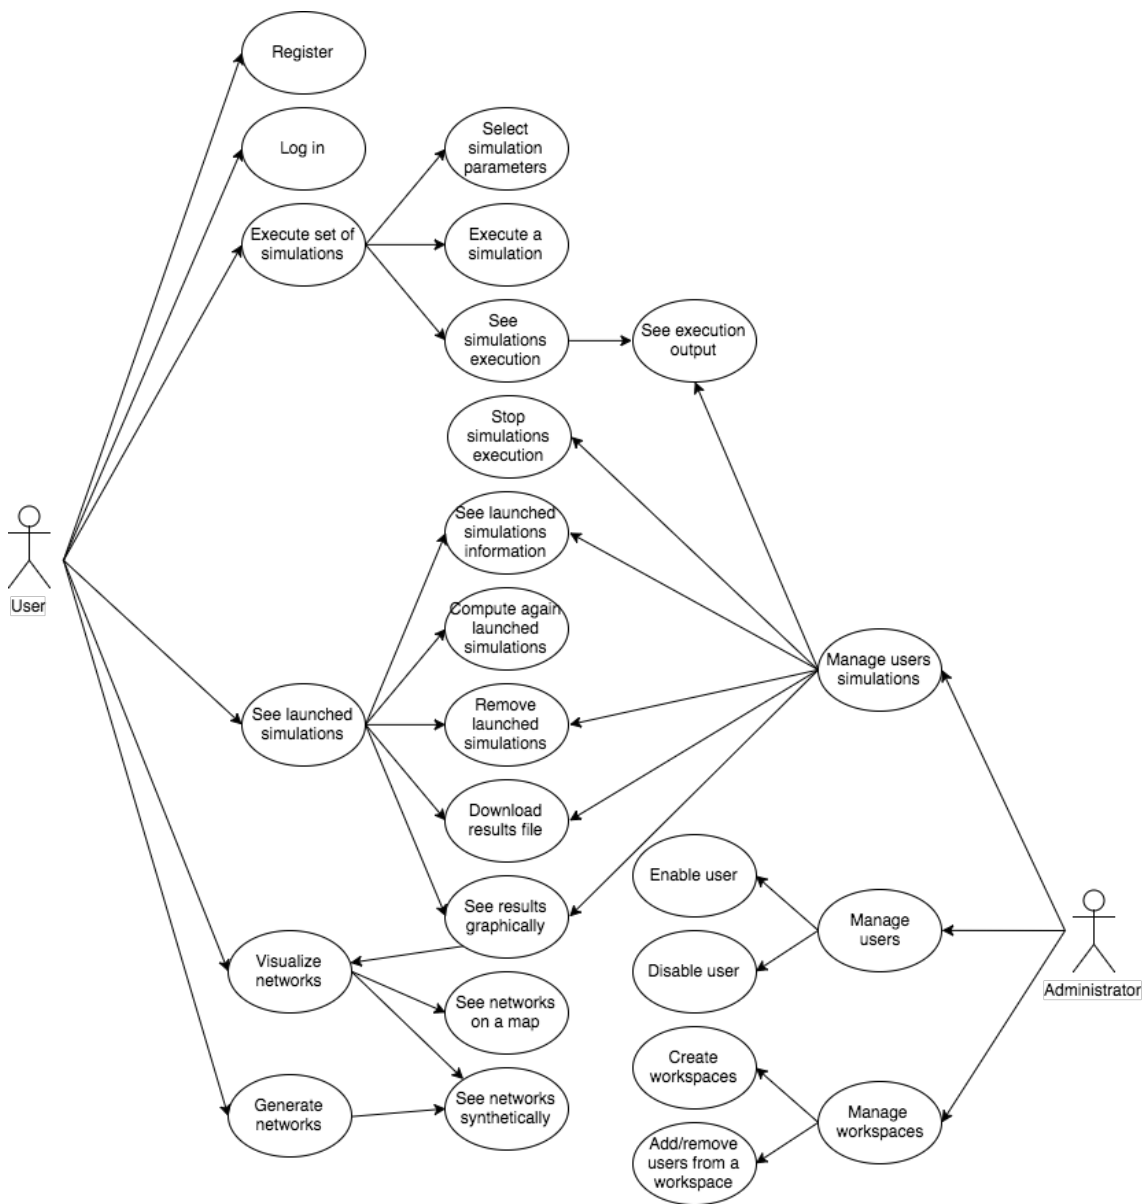 Register
Log in
Select
simulation
parameters
Execute set of
simulations
Execute a
simulation
See
simulations
execution
See execution
output
Stop
simulations
execution
See launched
simulations
information
User
Compute again
launched
simulations
Manage users
simulations
See launched
simulations
Remove
launched
simulations
Download
results file
Enable user
See results
graphically
Manage
users
Visualize
networks
Disable user
Administrator
See networks
on a map
Create
workspaces
Generate
networks
See networks
synthetically
Manage
workspaces
Add/remove
users from a
workspace